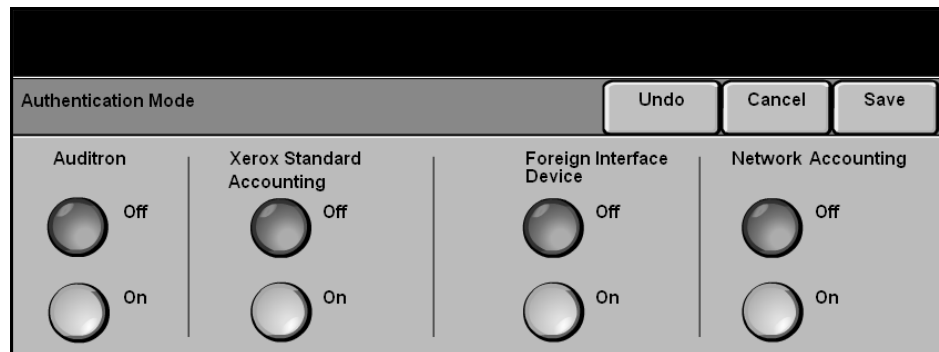 Authentication Mode
Undo
Cancel
Save
Auditron
Off
On
Xerox Standard
Accounting
Off
On
Foreign Interface
Device
Off
On
Network Accounting
Off
On